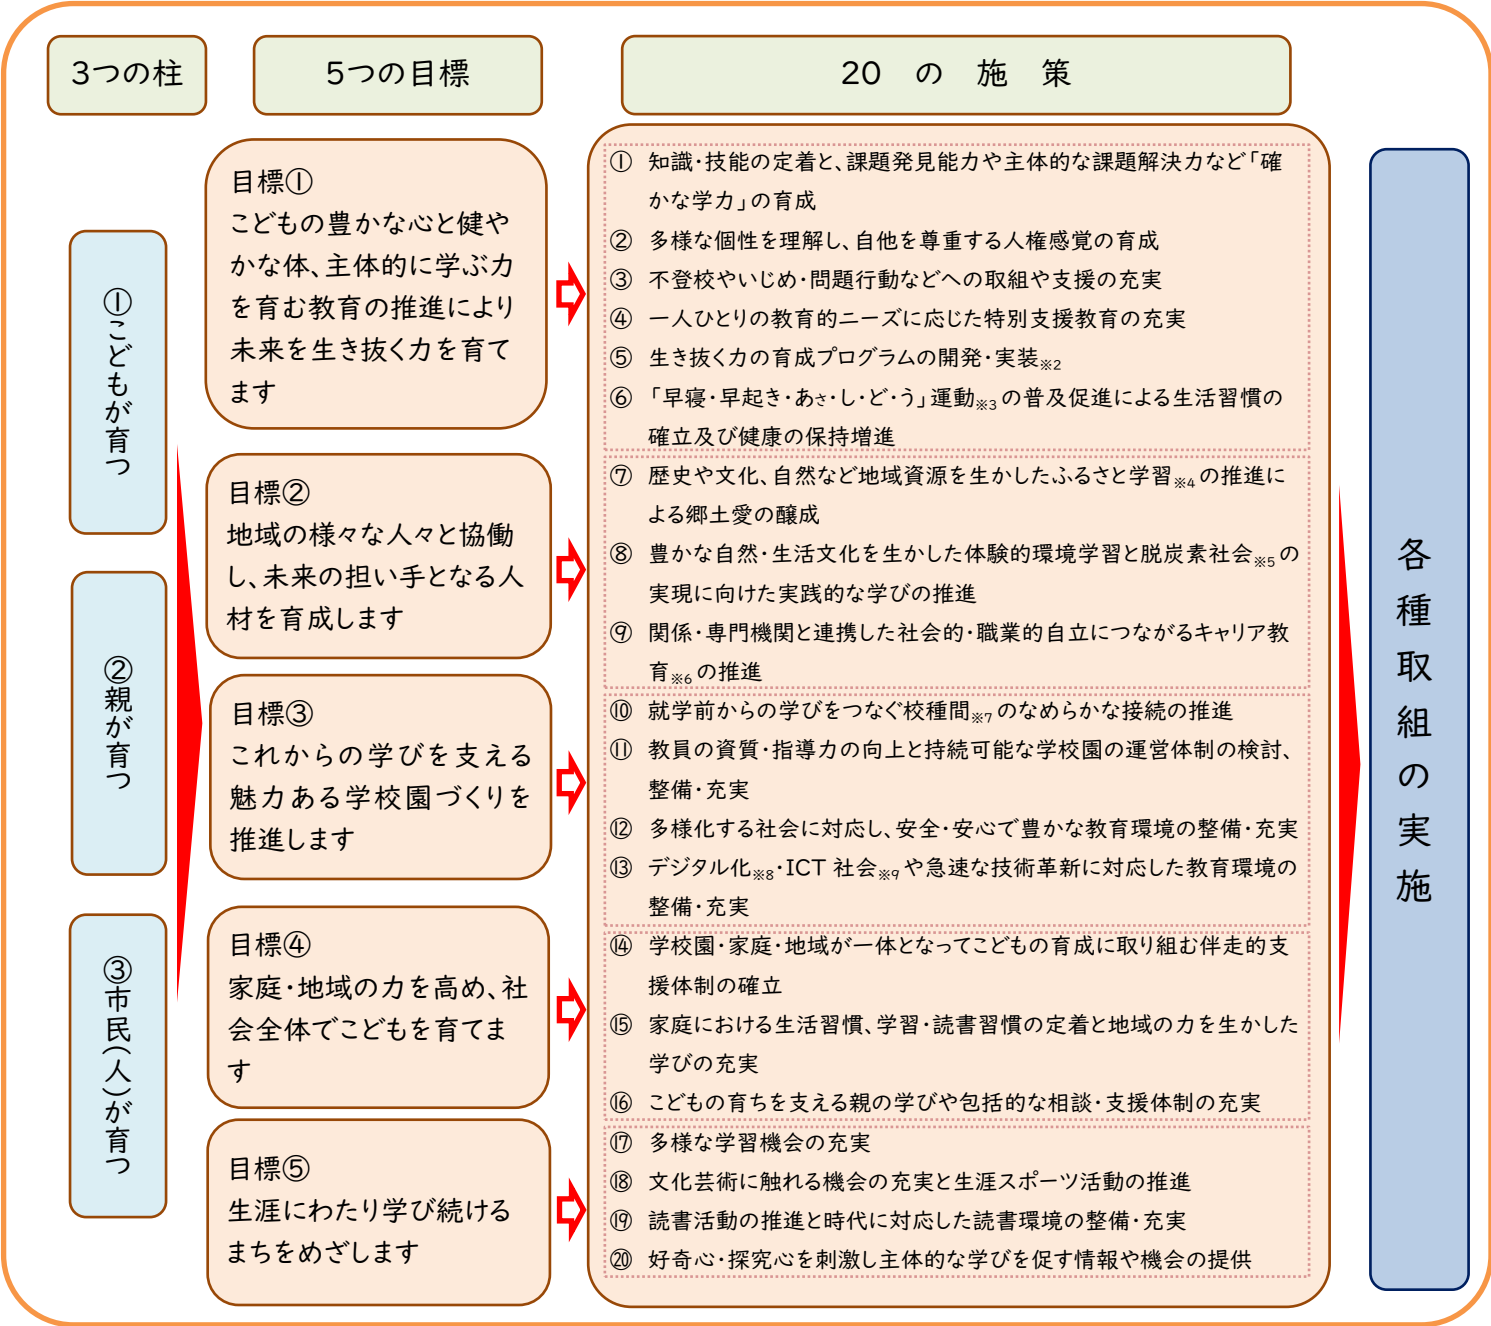 3つの柱
5つの目標
20 の 施 策
①こどもが育つ
②親が育つ
③市民(人)が育つ
目標①
こどもの豊かな心と健や
かな体、主体的に学ぶ力
を育む教育の推進により
未来を生き抜く力を育て
ます
目標②
地域の様々な人々と協働
し、未来の担い手となる人
材を育成します
目標③
これからの学びを支える
魅力ある学校園づくりを
推進します
目標④
家庭・地域の力を高め、社
会全体でこどもを育てま
す
目標⑤
生涯にわたり学び続ける
まちをめざします
① 知識・技能の定着と、課題発見能力や主体的な課題解決力など「確
かな学力」の育成
② 多様な個性を理解し、自他を尊重する人権感覚の育成
③ 不登校やいじめ・問題行動などへの取組や支援の充実
④ 一人ひとりの教育的ニーズに応じた特別支援教育の充実
⑤ 生き抜く力の育成プログラムの開発・実装※2
⑥ 「早寝・早起き・あさ・し・ど・う」運動※3の普及促進による生活習慣の
確立及び健康の保持増進
⑦ 歴史や文化、自然など地域資源を生かしたふるさと学習※4の推進に
よる郷土愛の醸成
⑧ 豊かな自然・生活文化を生かした体験的環境学習と脱炭素社会※5の
実現に向けた実践的な学びの推進
⑨ 関係・専門機関と連携した社会的・職業的自立につながるキャリア教
育※6の推進
⑩ 就学前からの学びをつなぐ校種間※7のなめらかな接続の推進
⑪ 教員の資質・指導力の向上と持続可能な学校園の運営体制の検討、
整備・充実
⑫ 多様化する社会に対応し、安全・安心で豊かな教育環境の整備・充実
⑬ デジタル化※8・ICT 社会※9や急速な技術革新に対応した教育環境の
整備・充実
⑭ 学校園・家庭・地域が一体となってこどもの育成に取り組む伴走的支
援体制の確立
⑮ 家庭における生活習慣、学習・読書習慣の定着と地域の力を生かした
学びの充実
⑯ こどもの育ちを支える親の学びや包括的な相談・支援体制の充実
⑰ 多様な学習機会の充実
⑱ 文化芸術に触れる機会の充実と生涯スポーツ活動の推進
⑲ 読書活動の推進と時代に対応した読書環境の整備・充実
⑳ 好奇心・探究心を刺激し主体的な学びを促す情報や機会の提供
各種取組の実施